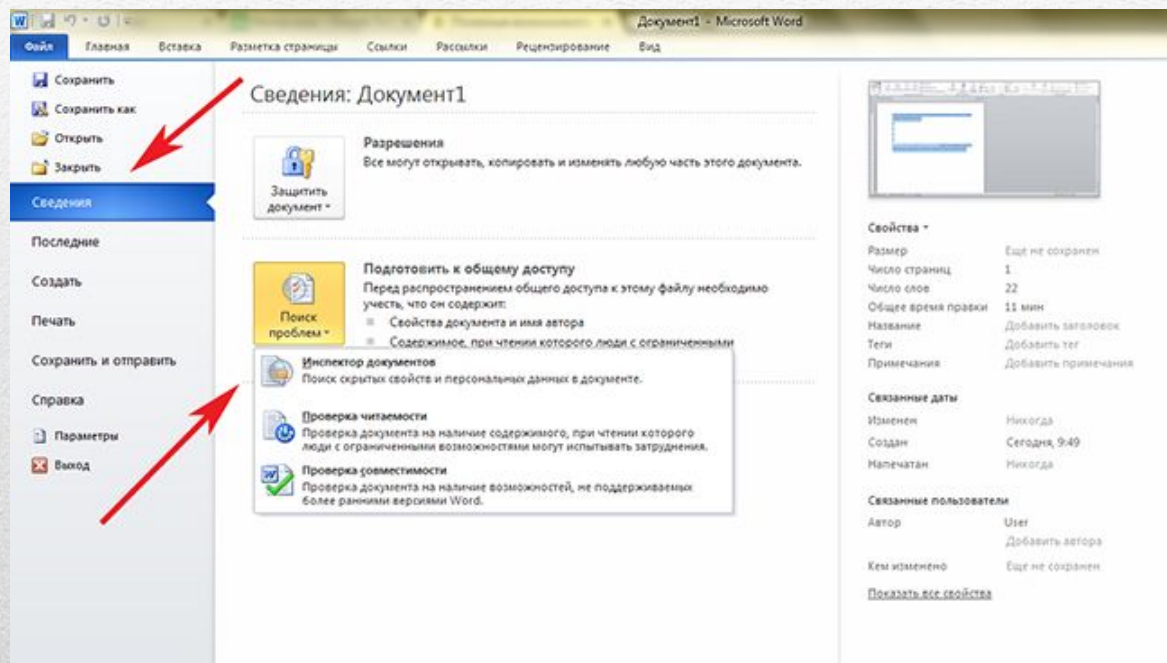 Документ1 - Microsoft Word
Файл Главная Вставка Разметка страницы Ссылки Рассылки Рецензирование Вид
Сохранить
Сохранить как
Открыть
Закрыть
Сведения
Последние
Создать
Печать
Сохранить и отправить
Справка
Параметры
Выход
Сведения: Документ1
Защитить
документ
Разрешения
Все могут открывать, копировать и изменять любую часть этого документа.
Поиск
проблем
Подготовить к общему доступу
Перед распространением общего доступа к этому файлу необходимо
учесть, что он содержит:
Свойства документа и имя автора
Содержимое, при чтении которого люди с ограниченными
Инспектор документов
Поиск скрытых свойств и персональных данных в документе.
Проверка читаемости
Проверка документа на наличие содержимого, при чтении которого
люди с ограниченными возможностями могут испытывать затруднения.
Проверка совместимости
Проверка документа на наличие возможностей, не поддерживаемых
более ранними версиями Word.
Свойства
Размер Еще не сохранен
Число страниц 1
Число слов 22
Общее время правки 11 мин
Название Добавить заголовок
Теги Добавить тег
Примечания Добавить примечания
Связанные даты
Изменен Никогда
Создан Сегодня, 9:49
Напечатан Никогда
Связанные пользователи
Автор User
Добавить автора
Кем изменено Еще не сохранен
Показать все свойства